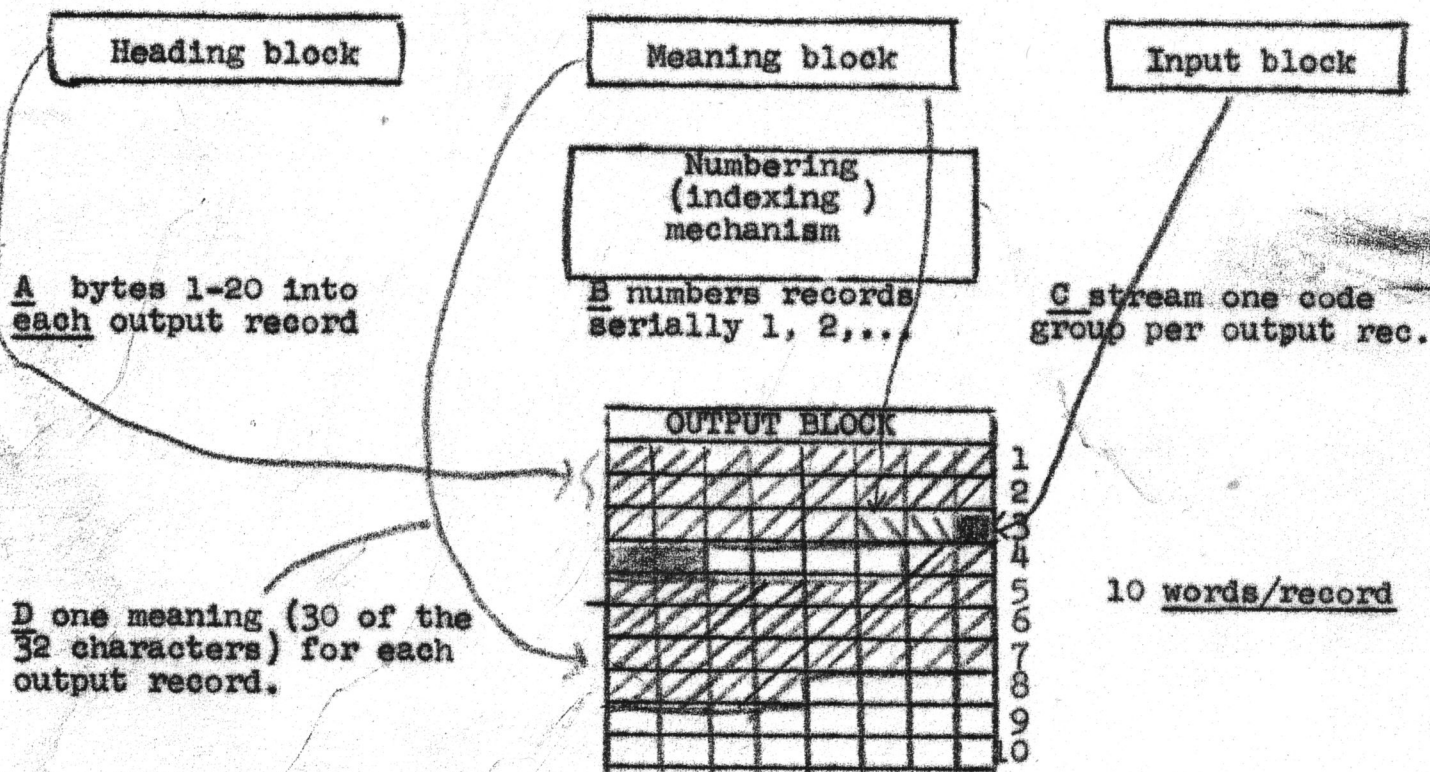 Heading block
Meaning block
Input block
Numbering
(indexing )
mechanism
A bytes 1-20 into
each output record
B numbers records
serially 1, 2,...
C stream one code
group per output rec.
OUTPUT BLOCK
1
2
3
4
5
6
7
8
9
10
10 words/record
D one meaning (30 of the
32 characters) for each
output record.